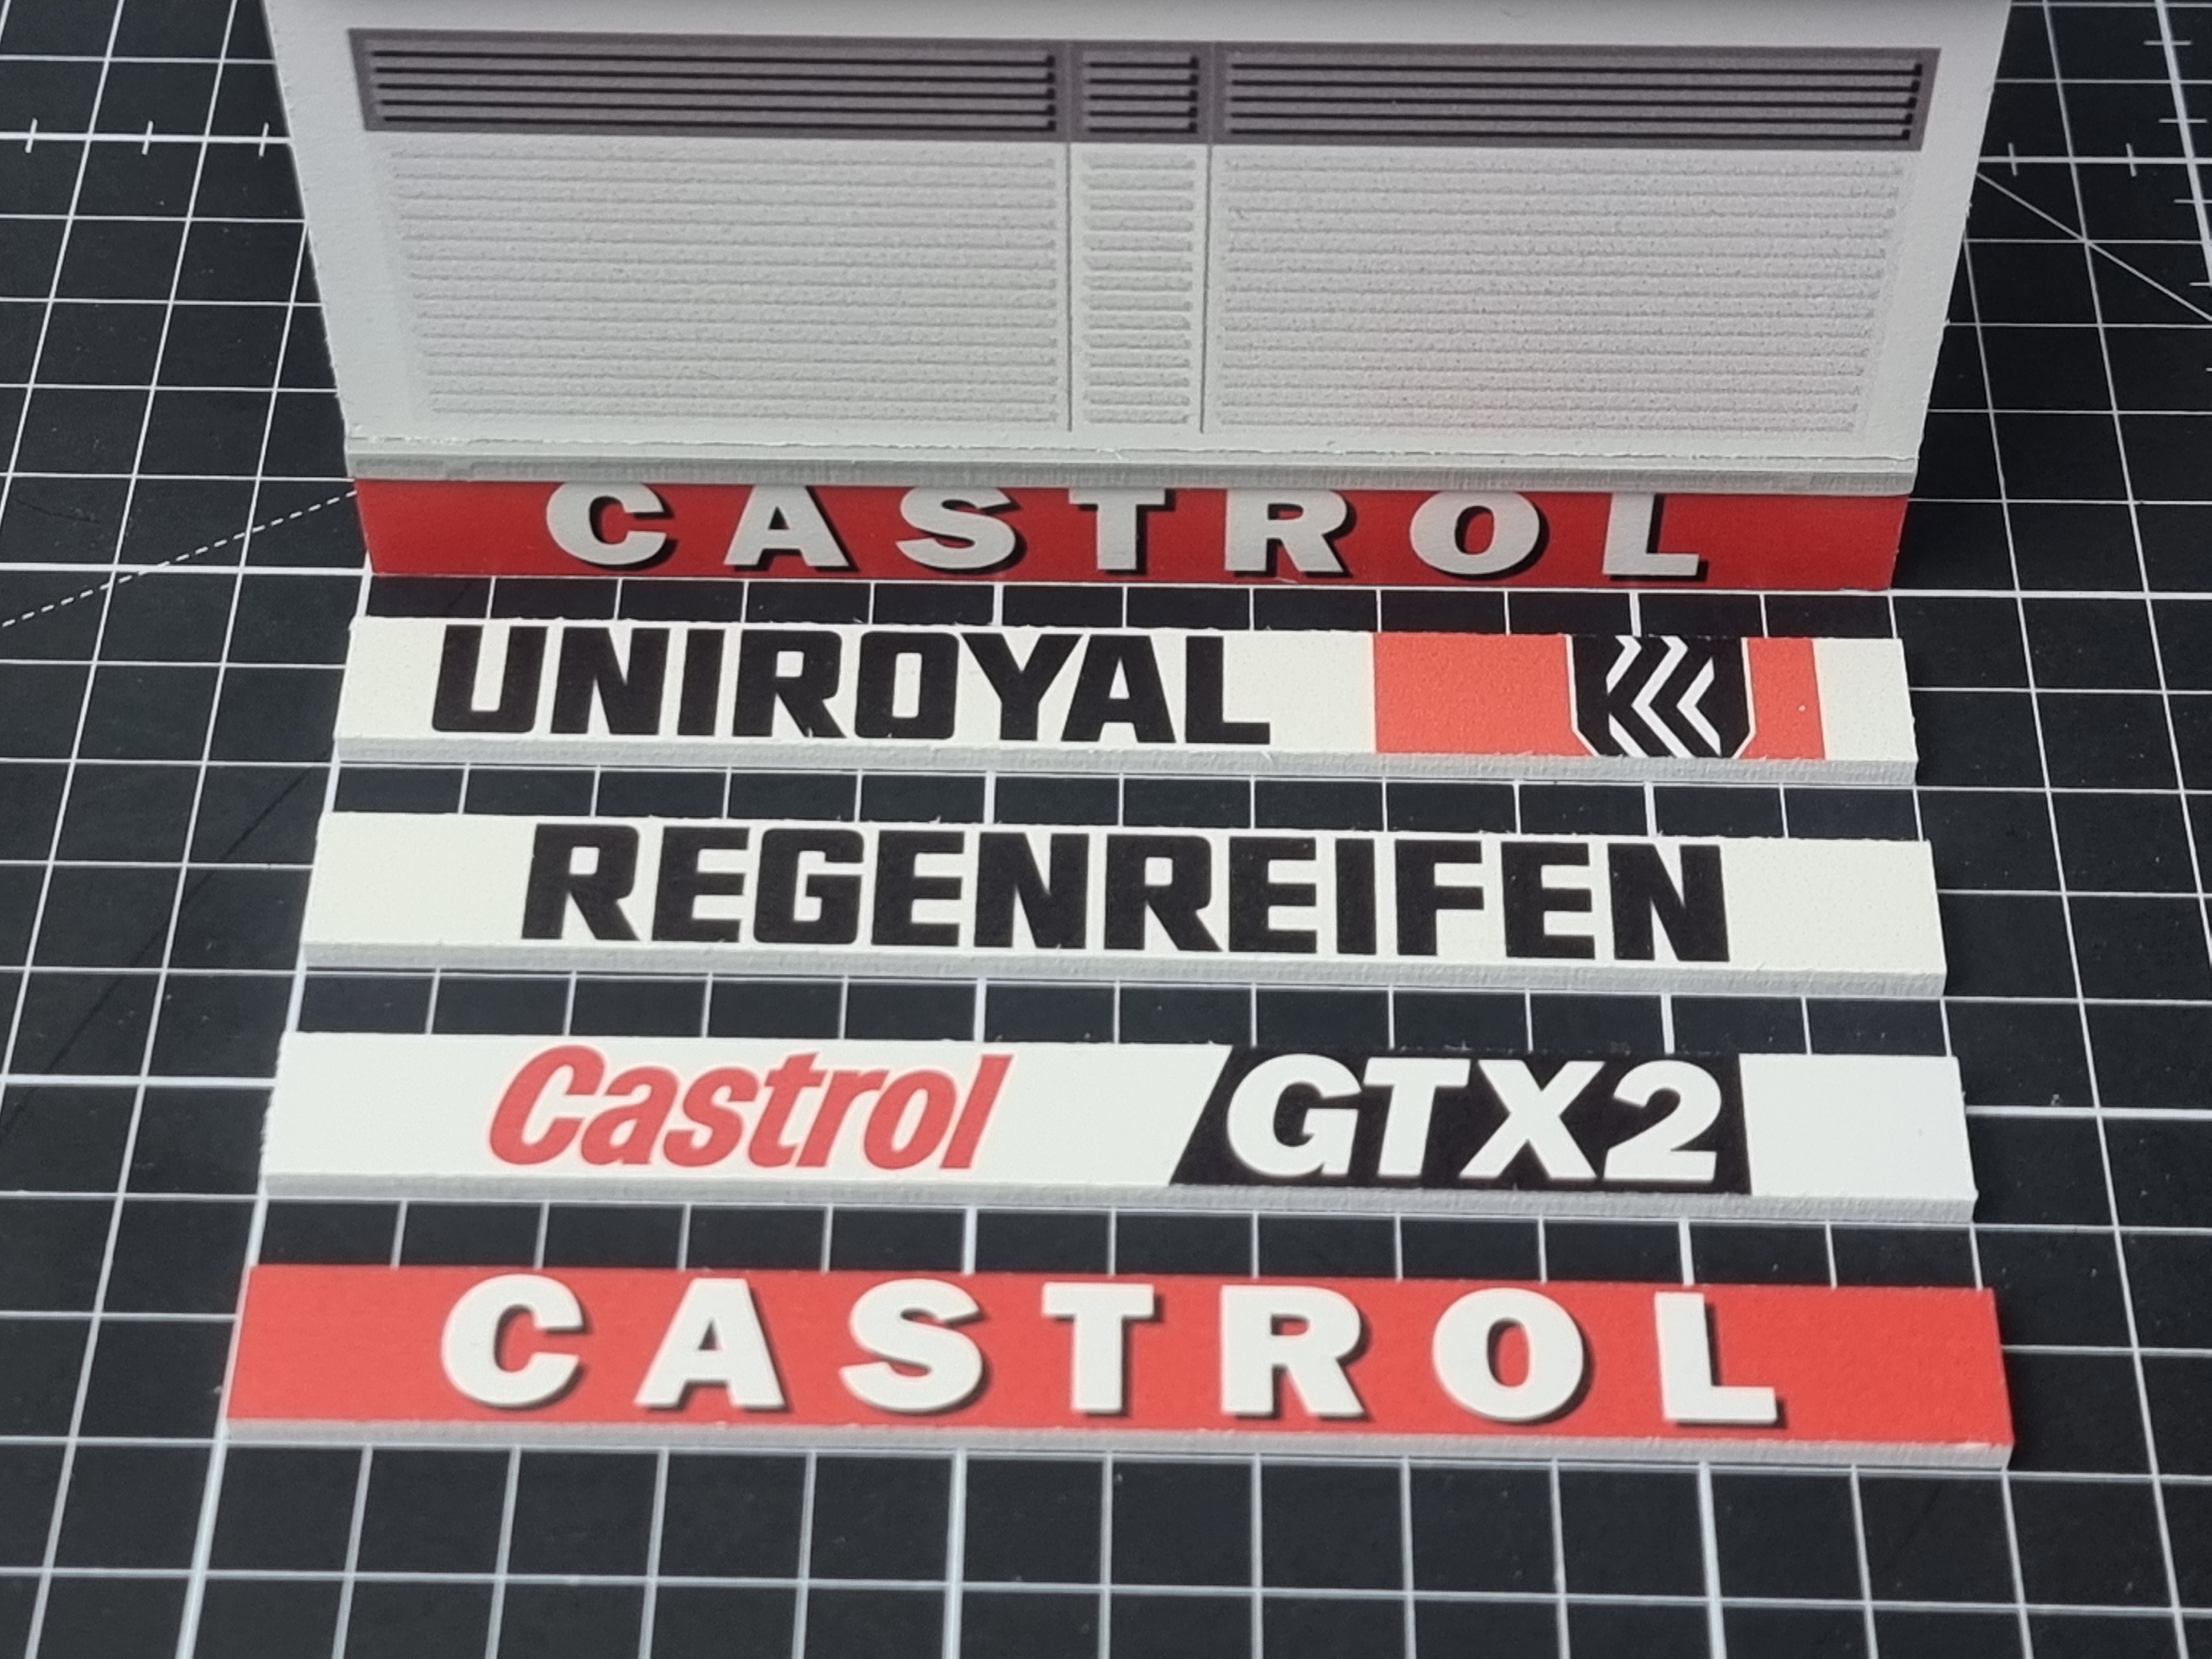 CASTROL
UNIROYAL
REGENREIFEN
Castrol GTX2
CASTROL